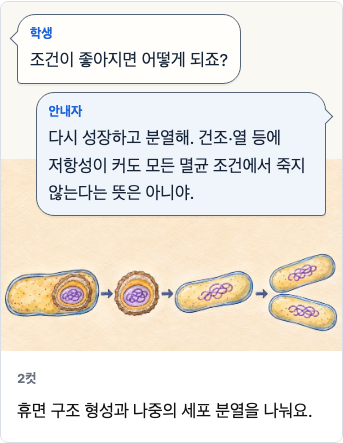 학생
조건이 좋아지면 어떻게 되죠?
안내자
다시 성장하고 분열해. 건조·열 등에
저항성이 커도 모든 멸균 조건에서 죽지
않는다는 뜻은 아니야.
2컷
휴면 구조 형성과 나중의 세포 분열을 나눠요.